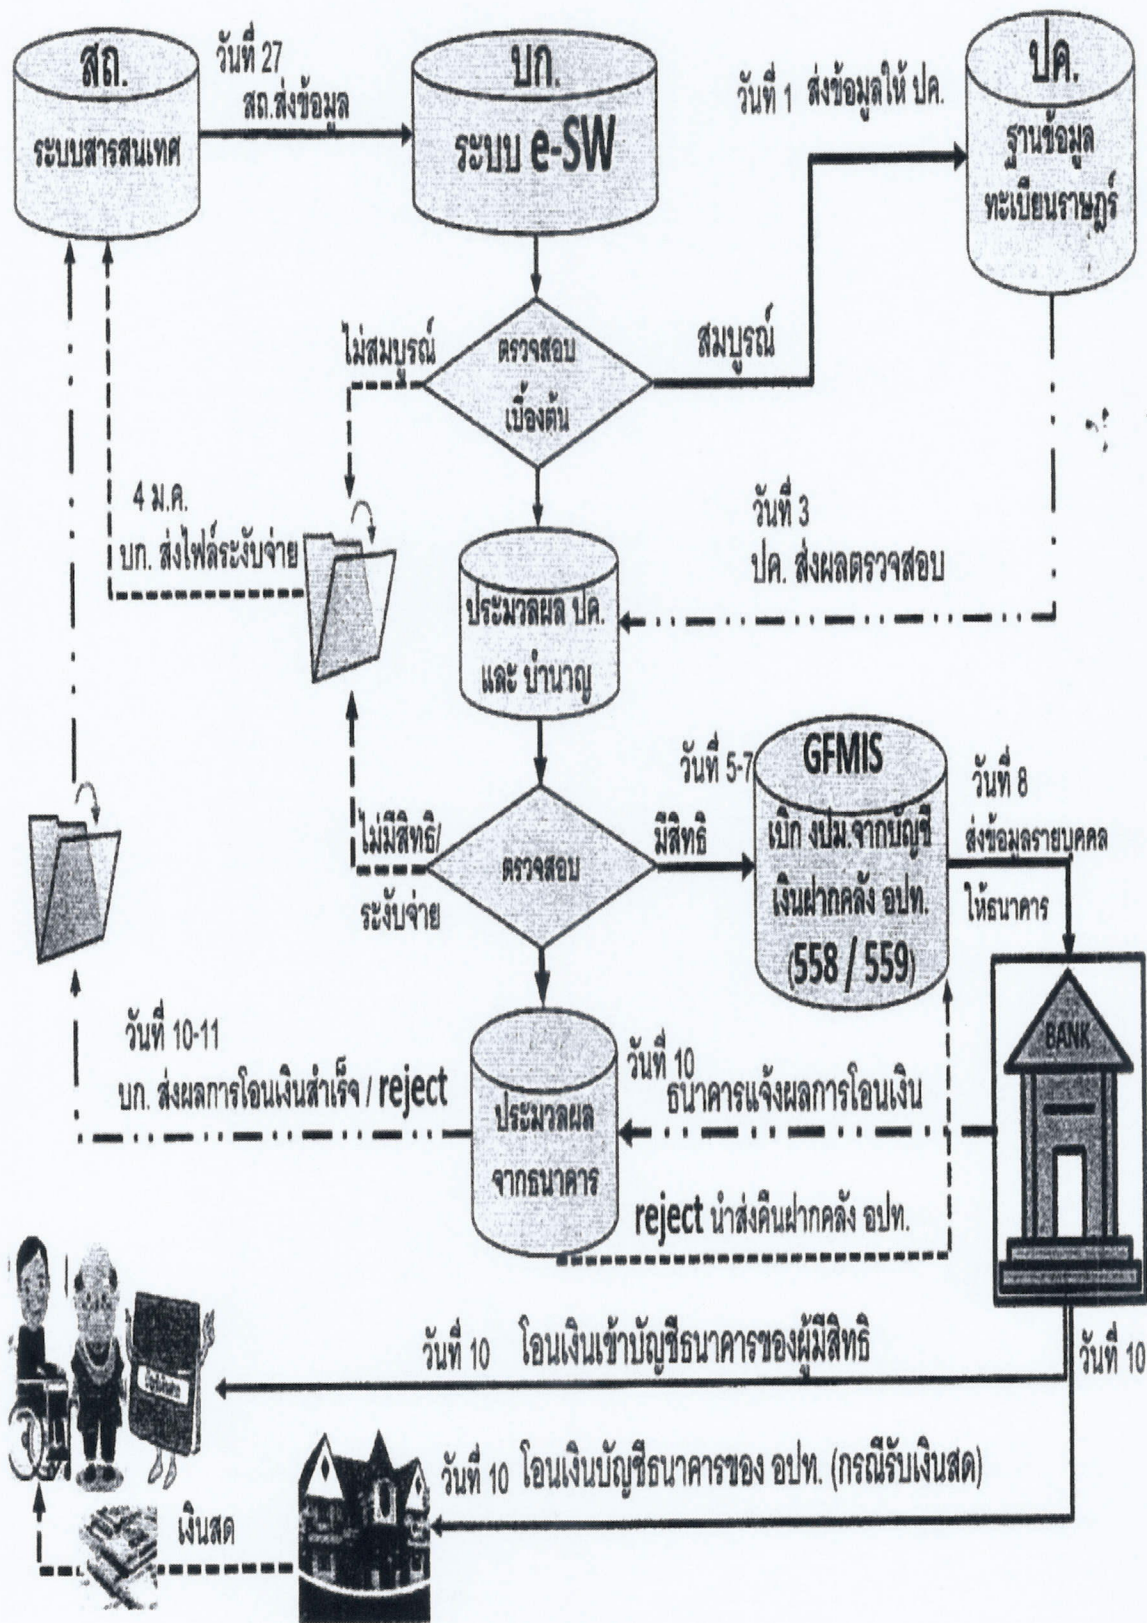 สถ.
ระบบสารสนเทศ
วันที่ 27
สถ.ส่งข้อมูล
บก.
ระบบ e-SW
วันที่ 1 ส่งข้อมูลให้ ปค.
ปค.
ฐานข้อมูล
ทะเบียนราษฎร์
ไม่สมบูรณ์
ตรวจสอบ
เบื้องต้น
สมบูรณ์
4 ม.ค.
บก. ส่งไฟล์ระงับจ่าย
วันที่ 3
ปค. ส่งผลตรวจสอบ
ประมวลผล ปค.
และ บำนาญ
ไม่มีสิทธิ/
ระงับจ่าย
ตรวจสอบ
มีสิทธิ
วันที่ 5-7
GFMIS
เบิก งปม.จากบัญชี
เงินฝากคลัง อปท.
(558 / 559)
วันที่ 8
ส่งข้อมูลรายบุคคล
ให้ธนาคาร
BANK
วันที่ 10-11
บก. ส่งผลการโอนเงินสำเร็จ / reject
ประมวลผล
จากธนาคาร
วันที่ 10
ธนาคารแจ้งผลการโอนเงิน
reject นำส่งคืนฝากคลัง อปท.
วันที่ 10 โอนเงินเข้าบัญชีธนาคารของผู้มีสิทธิ
วันที่ 10
วันที่ 10 โอนเงินบัญชีธนาคารของ อปท. (กรณีรับเงินสด)
เงินสด